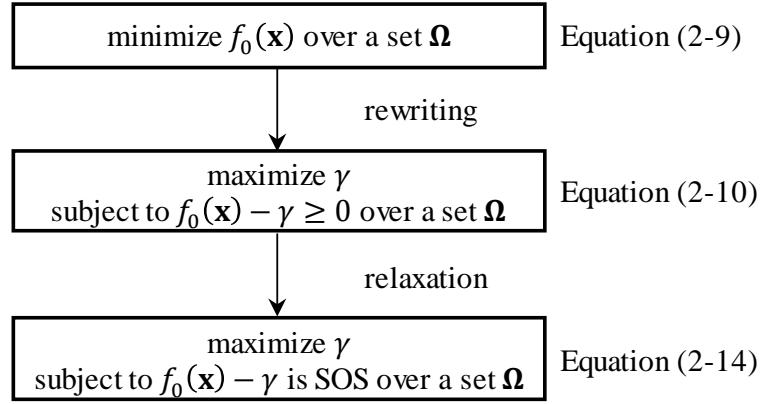 minimize f₀(𝐱) over a set 𝛀 Equation (2-9)
rewriting
maximize γ
subject to f₀(𝐱) − γ ≥ 0 over a set 𝛀
Equation (2-10)
relaxation
maximize γ
subject to f₀(𝐱) − γ is SOS over a set 𝛀
Equation (2-14)